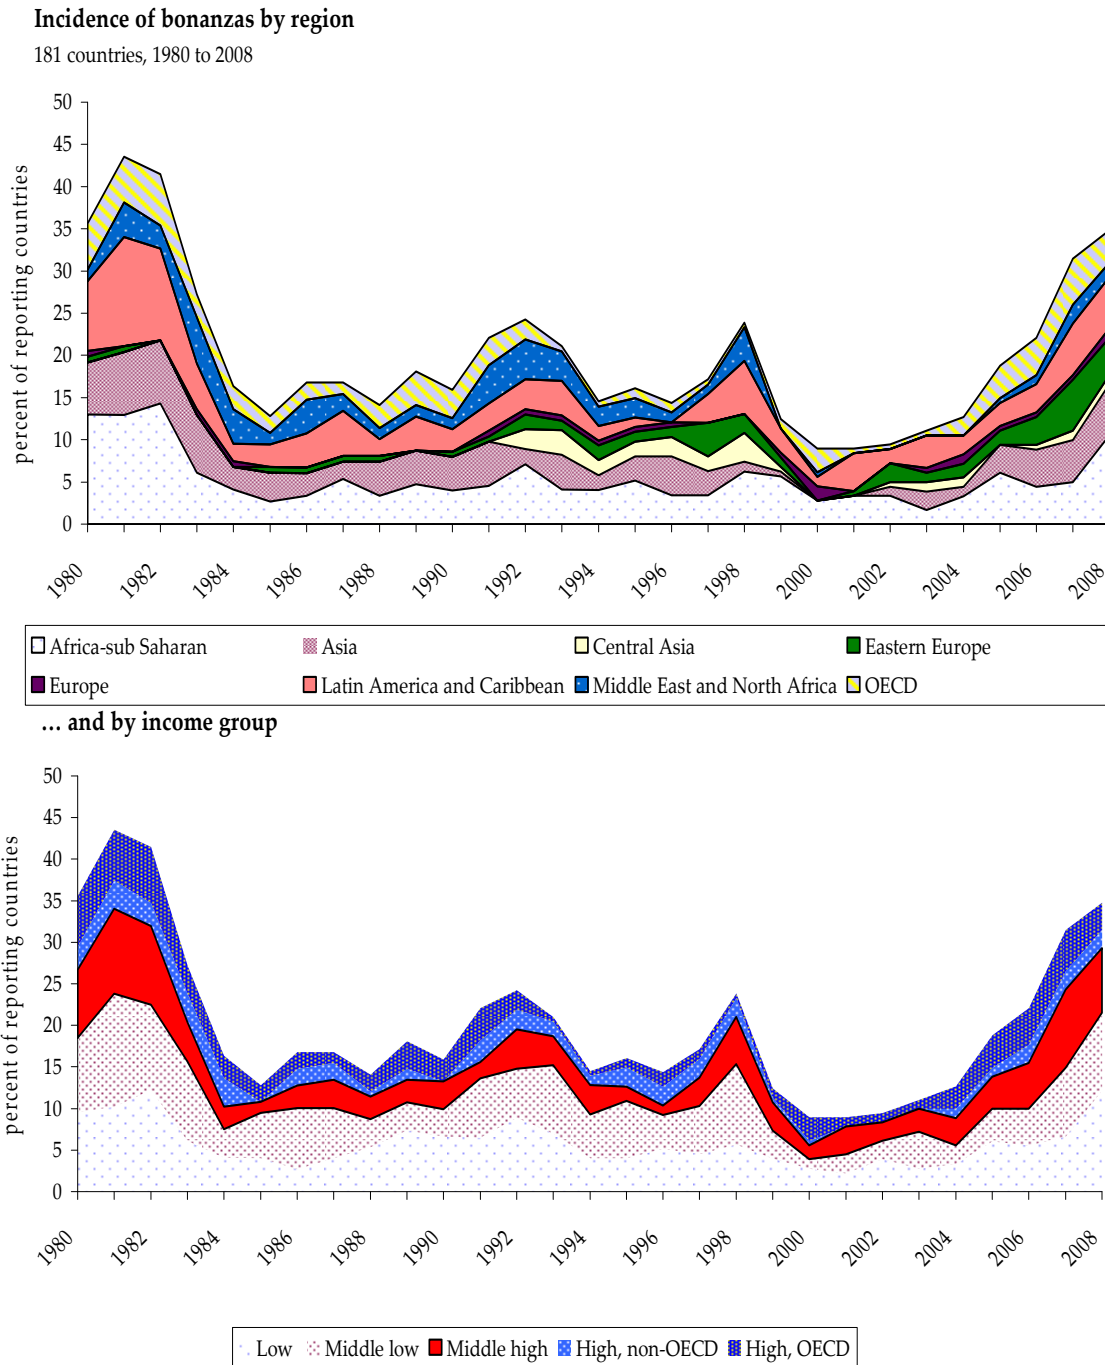 Incidence of bonanzas by region
181 countries, 1980 to 2008
percent of reporting countries
50
45
40
35
30
25
20
15
10
5
0
1980 1982 1984 1986 1988 1990 1992 1994 1996 1998 2000 2002 2004 2006 2008
Africa-sub Saharan Asia Central Asia Eastern Europe
Europe Latin America and Caribbean Middle East and North Africa OECD
... and by income group
percent of reporting countries
50
45
40
35
30
25
20
15
10
5
0
1980 1982 1984 1986 1988 1990 1992 1994 1996 1998 2000 2002 2004 2006 2008
Low Middle low Middle high High, non-OECD High, OECD